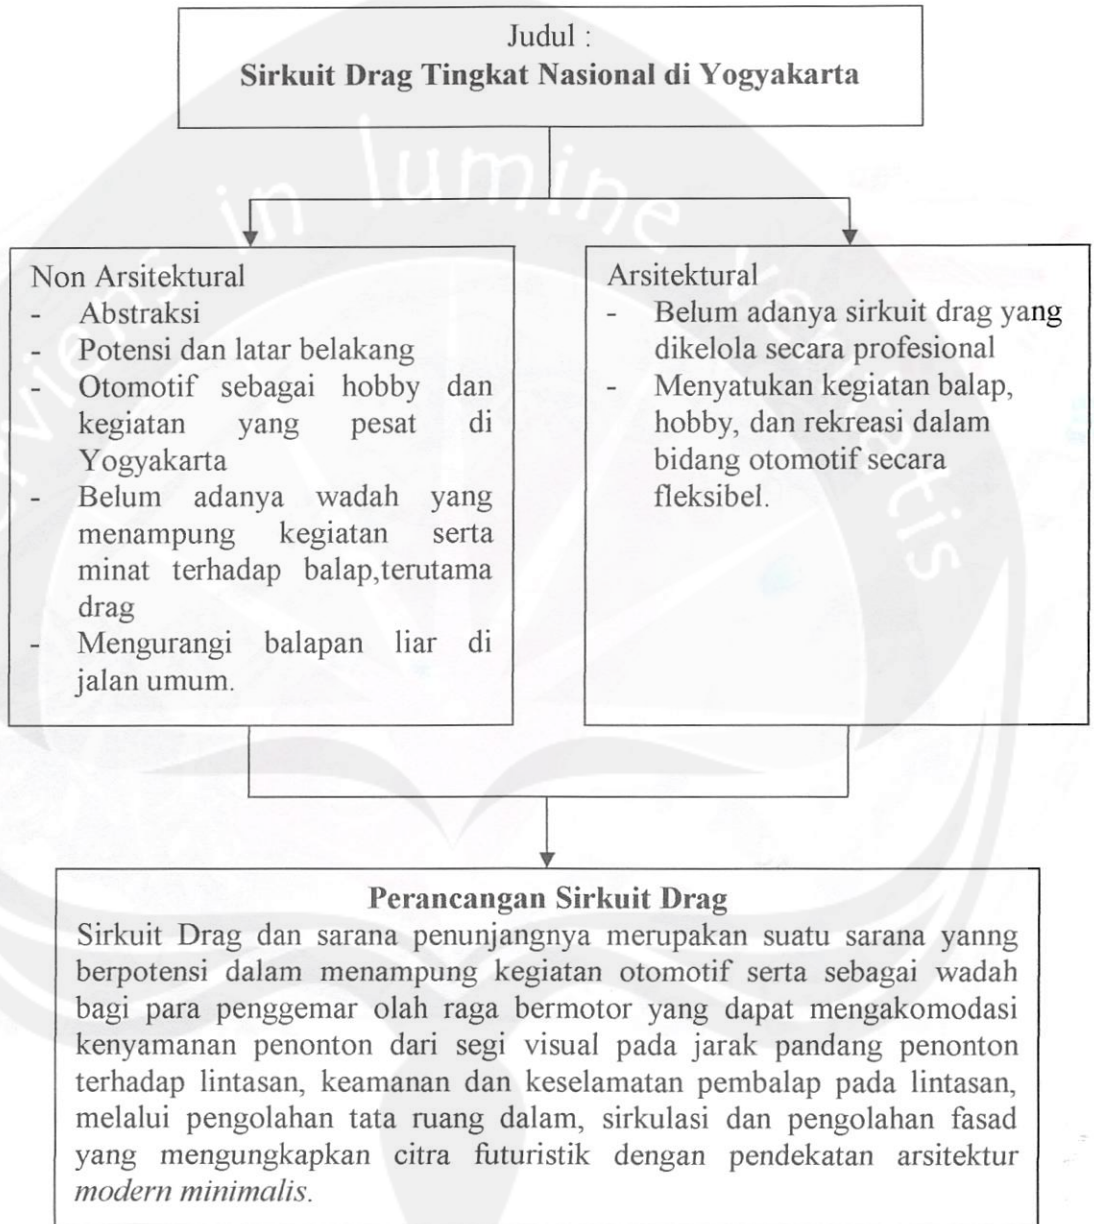 Judul :
Sirkuit Drag Tingkat Nasional di Yogyakarta
in lumine veritatis
Non Arsitektural
- Abstraksi
- Potensi dan latar belakang
- Otomotif sebagai hobby dan
kegiatan yang pesat di
Yogyakarta
- Belum adanya wadah yang
menampung kegiatan serta
minat terhadap balap,terutama
drag
- Mengurangi balapan liar di
jalan umum.
Arsitektural
- Belum adanya sirkuit drag yang
dikelola secara profesional
- Menyatukan kegiatan balap,
hobby, dan rekreasi dalam
bidang otomotif secara
fleksibel.
Perancangan Sirkuit Drag
Sirkuit Drag dan sarana penunjangnya merupakan suatu sarana yanng
berpotensi dalam menampung kegiatan otomotif serta sebagai wadah
bagi para penggemar olah raga bermotor yang dapat mengakomodasi
kenyamanan penonton dari segi visual pada jarak pandang penonton
terhadap lintasan, keamanan dan keselamatan pembalap pada lintasan,
melalui pengolahan tata ruang dalam, sirkulasi dan pengolahan fasad
yang mengungkapkan citra futuristik dengan pendekatan arsitektur
modern minimalis.